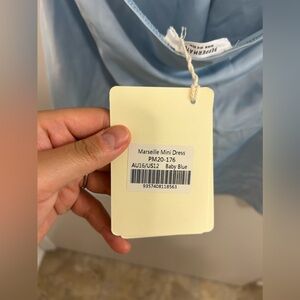 Marseille Mini Dress
PM20-176
AU16/US12 Baby Blue
9357408118563